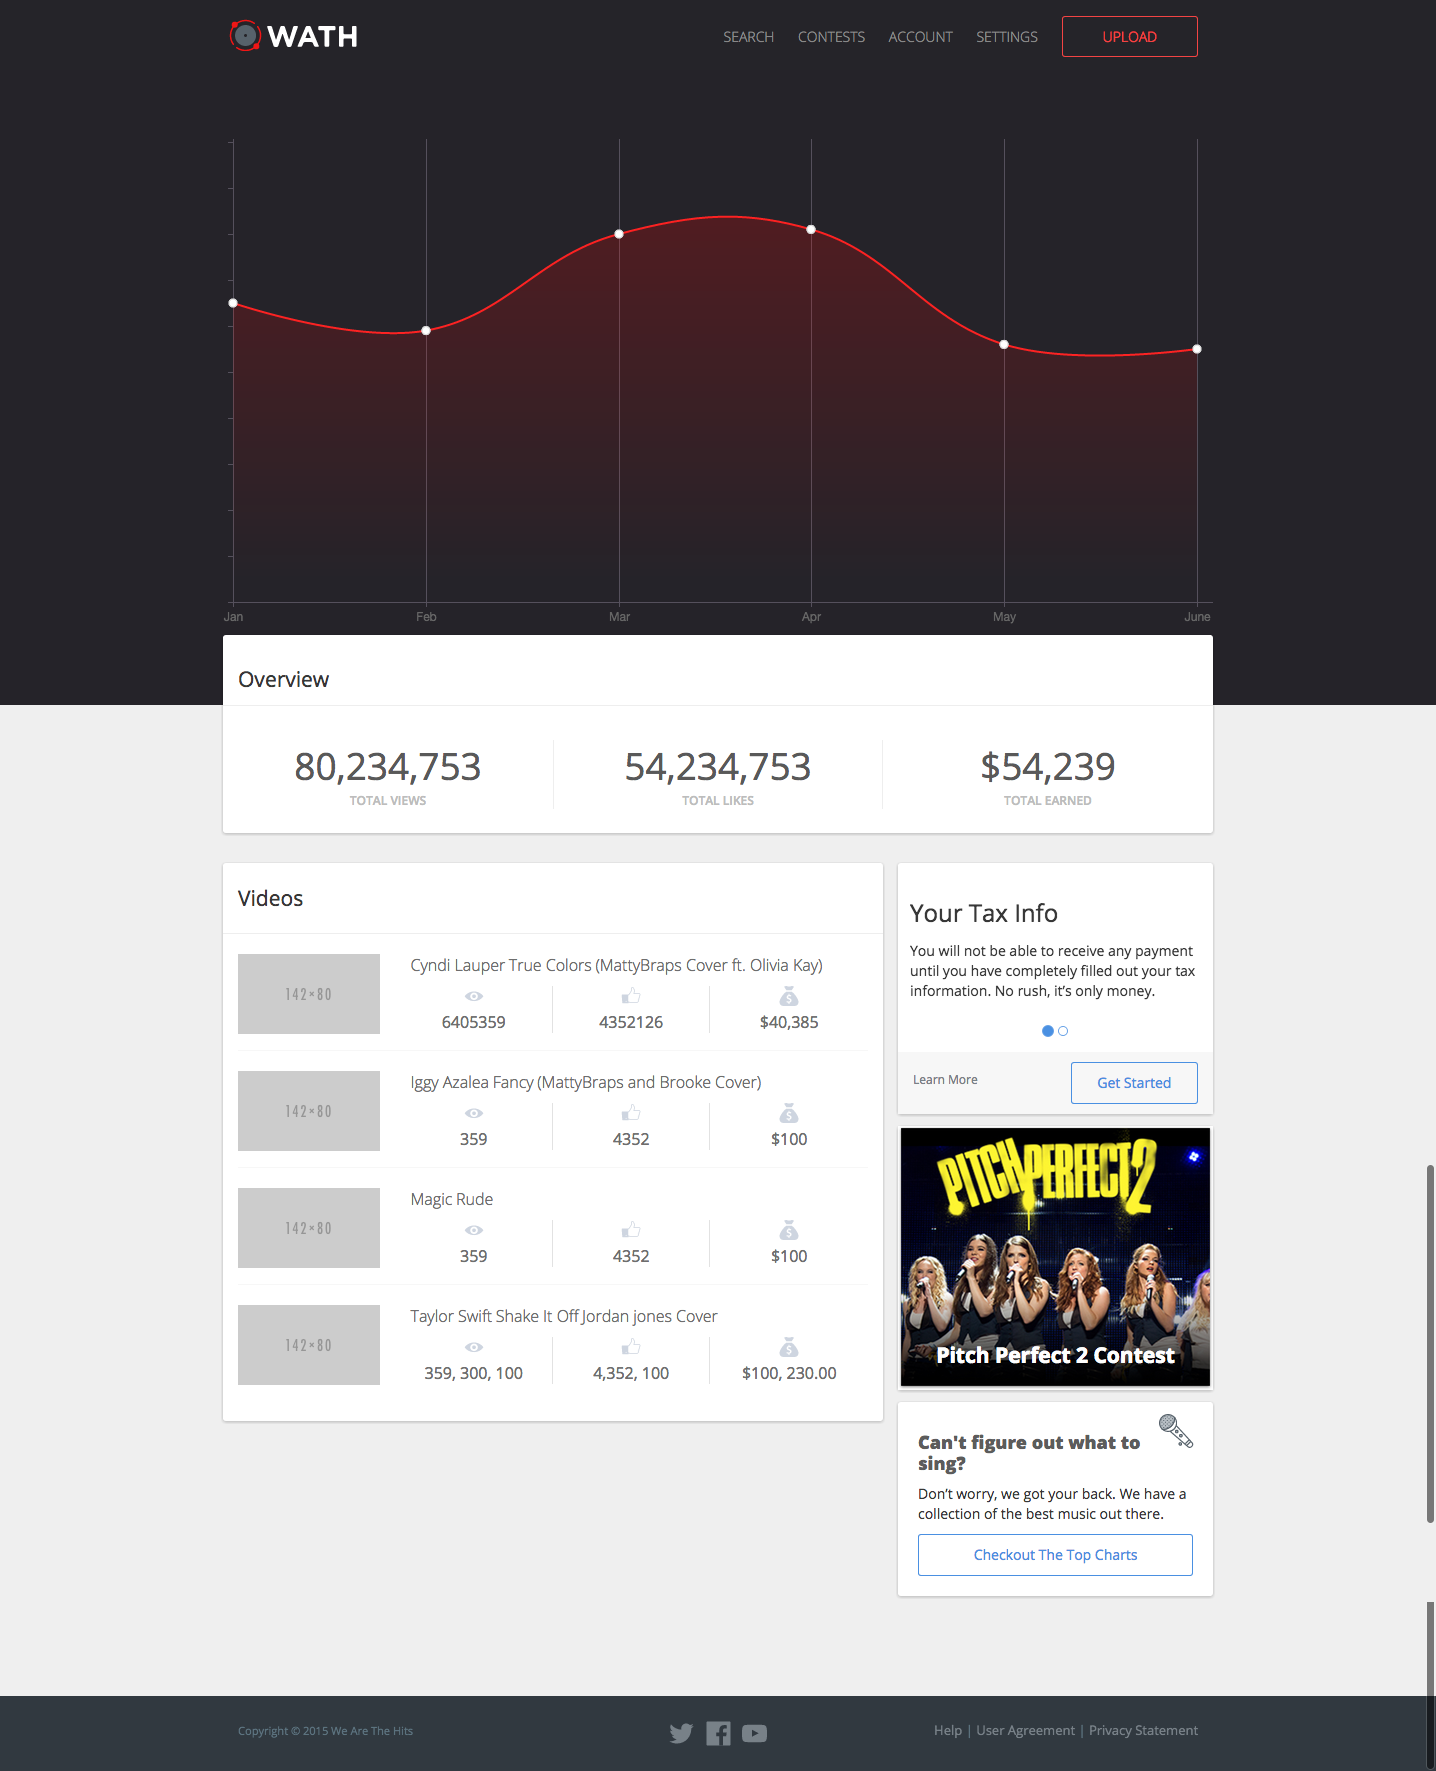 WATH
SEARCH CONTESTS ACCOUNT SETTINGS UPLOAD
Jan Feb Mar Apr May June
Overview
80,234,753 54,234,753 $54,239
TOTAL VIEWS TOTAL LIKES TOTAL EARNED
Videos
142×80
Cyndi Lauper True Colors (MattyBraps Cover ft. Olivia Kay)
6405359 4352126 $40,385
142×80
Iggy Azalea Fancy (MattyBraps and Brooke Cover)
359 4352 $100
142×80
Magic Rude
359 4352 $100
142×80
Taylor Swift Shake It Off Jordan jones Cover
359, 300, 100 4,352, 100 $100, 230.00
Your Tax Info
You will not be able to receive any payment
until you have completely filled out your tax
information. No rush, it’s only money.
Learn More Get Started
PITCH PERFECT 2
Pitch Perfect 2 Contest
Can't figure out what to
sing?
Don’t worry, we got your back. We have a
collection of the best music out there.
Checkout The Top Charts
Copyright © 2015 We Are The Hits
Help | User Agreement | Privacy Statement